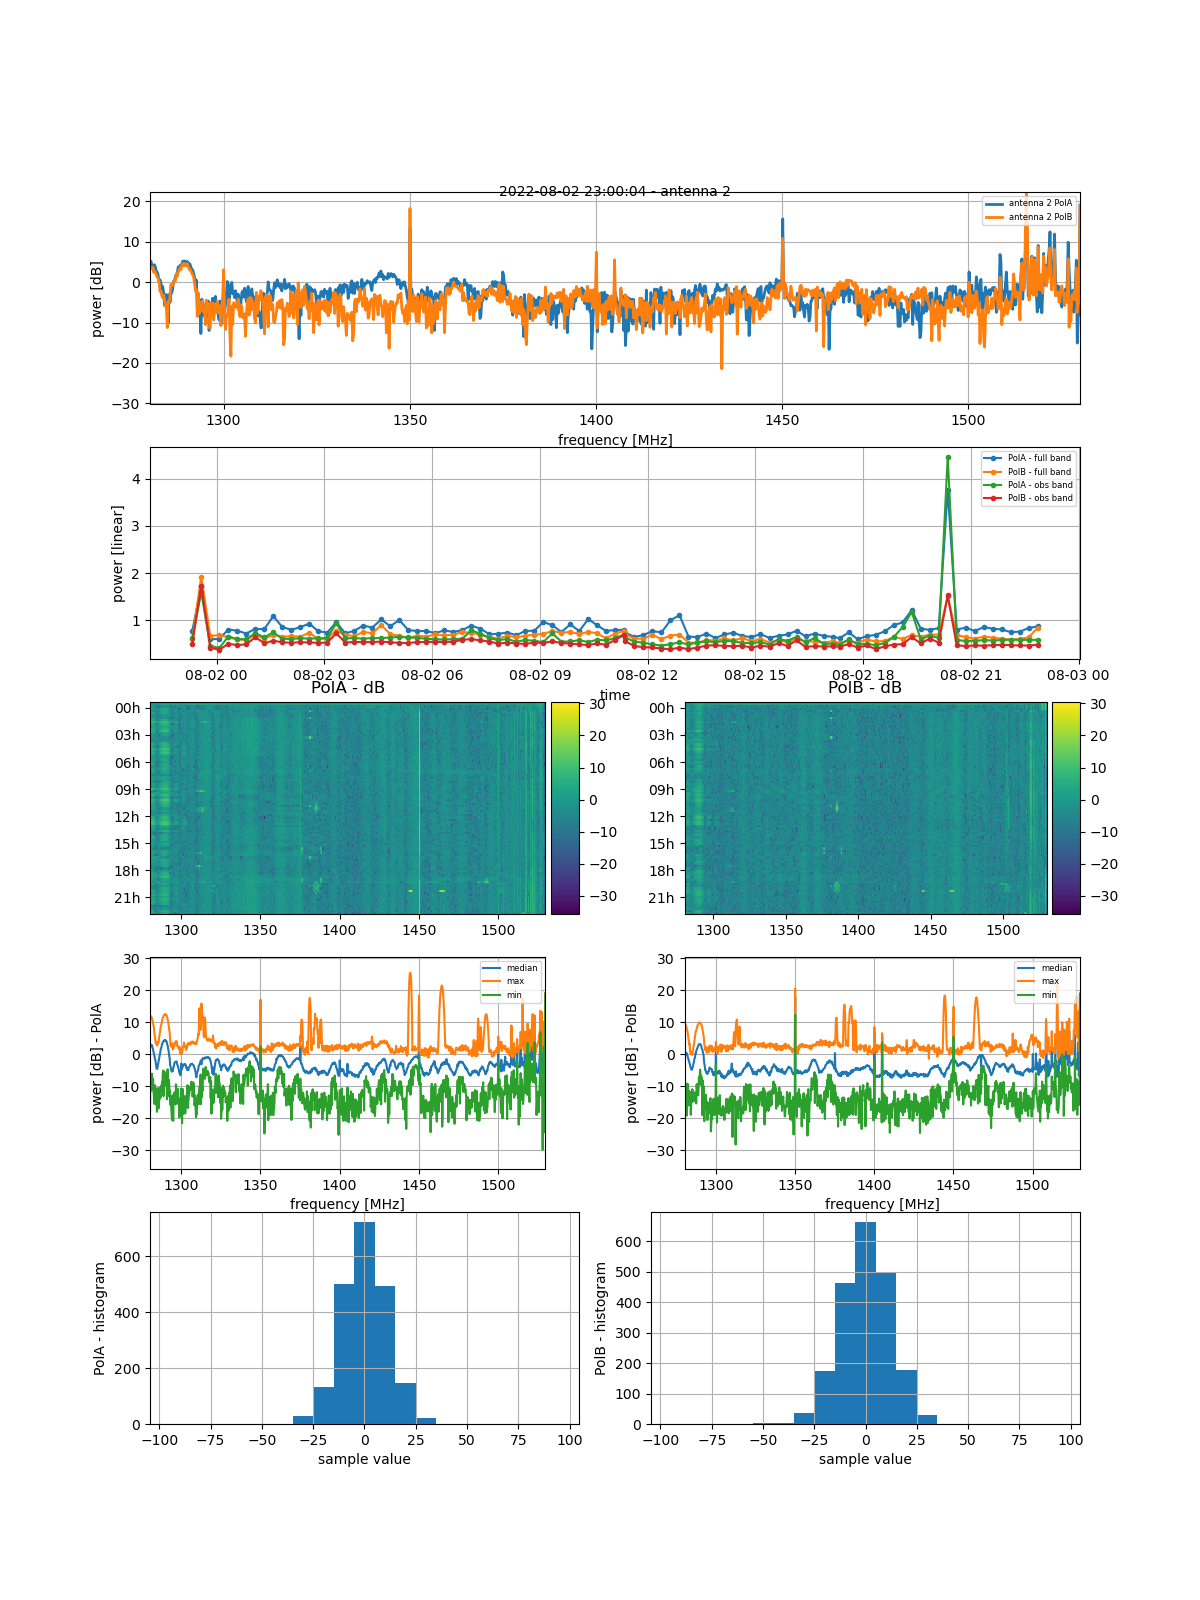 2022-08-02 23:00:04 - antenna 2
antenna 2 PolA
antenna 2 PolB
power [dB]
20
10
0
−10
−20
−30
1300 1350 1400 1450 1500
frequency [MHz]
PolA - full band
PolB - full band
PolA - obs band
PolB - obs band
power [linear]
4
3
2
1
08-02 00 08-02 03 08-02 06 08-02 09 08-02 12 08-02 15 08-02 18 08-02 21 08-03 00
time
PolA - dB
00h
03h
06h
09h
12h
15h
18h
21h
1300 1350 1400 1450 1500
30
20
10
0
−10
−20
−30
PolB - dB
00h
03h
06h
09h
12h
15h
18h
21h
1300 1350 1400 1450 1500
30
20
10
0
−10
−20
−30
power [dB] - PolA
30
20
10
0
−10
−20
−30
median
max
min
1300 1350 1400 1450 1500
frequency [MHz]
power [dB] - PolB
30
20
10
0
−10
−20
−30
median
max
min
1300 1350 1400 1450 1500
frequency [MHz]
PolA - histogram
600
400
200
0
−100 −75 −50 −25 0 25 50 75 100
sample value
PolB - histogram
600
500
400
300
200
100
0
−100 −75 −50 −25 0 25 50 75 100
sample value